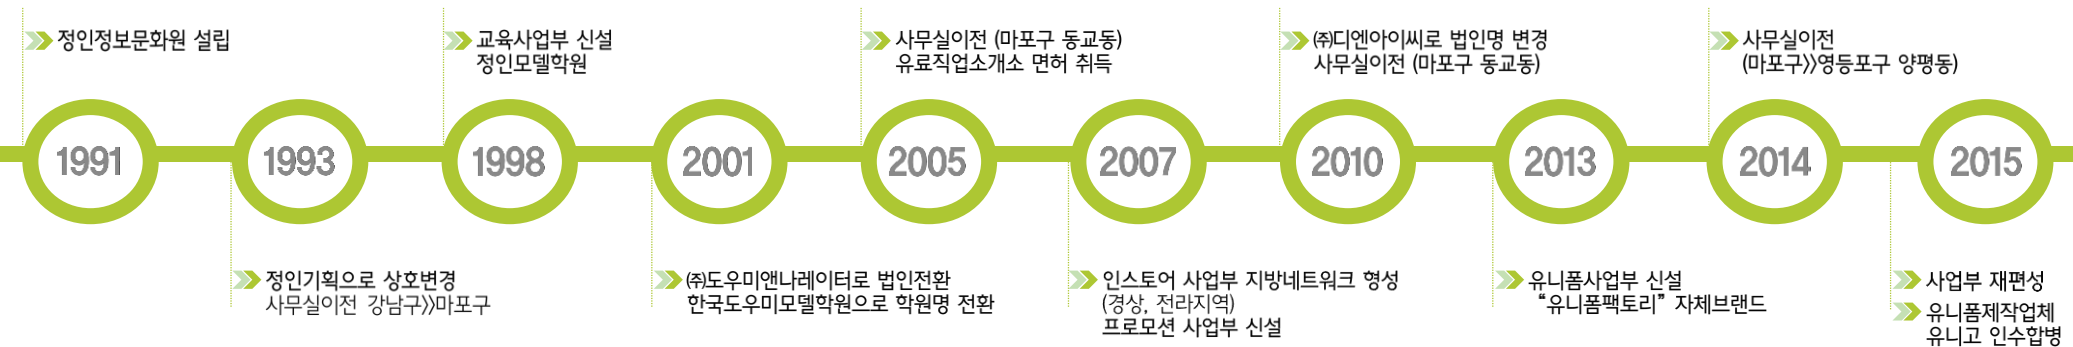 정인정보문화원 설립
교육사업부 신설
정인모델학원
사무실이전 (마포구 동교동)
유료직업소개소 면허 취득
㈜디엔아이씨로 법인명 변경
사무실이전 (마포구 동교동)
사무실이전
(마포구》영등포구 양평동)
1991
1993
1998
2001
2005
2007
2010
2013
2014
2015
정인기획으로 상호변경
사무실이전 강남구》마포구
㈜도우미앤나레이터로 법인전환
한국도우미모델학원으로 학원명 전환
인스토어 사업부 지방네트워크 형성
(경상, 전라지역)
프로모션 사업부 신설
유니폼사업부 신설
“유니폼팩토리” 자체브랜드
사업부 재편성
유니폼제작업체
유니고 인수합병